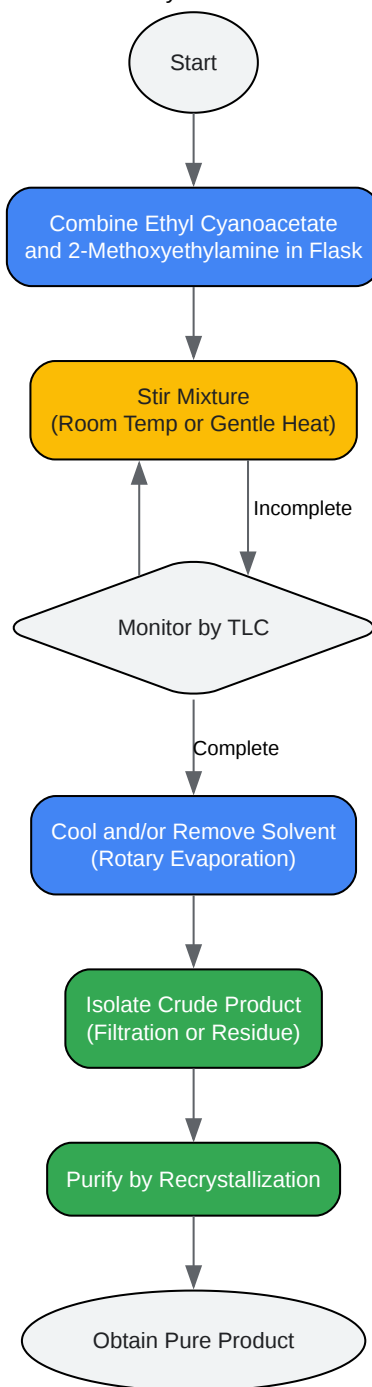 Start
Combine Ethyl Cyanoacetate
and 2-Methoxyethylamine in Flask
Stir Mixture
(Room Temp or Gentle Heat)
Incomplete
Monitor by TLC
Complete
Cool and/or Remove Solvent
(Rotary Evaporation)
Isolate Crude Product
(Filtration or Residue)
Purify by Recrystallization
Obtain Pure Product